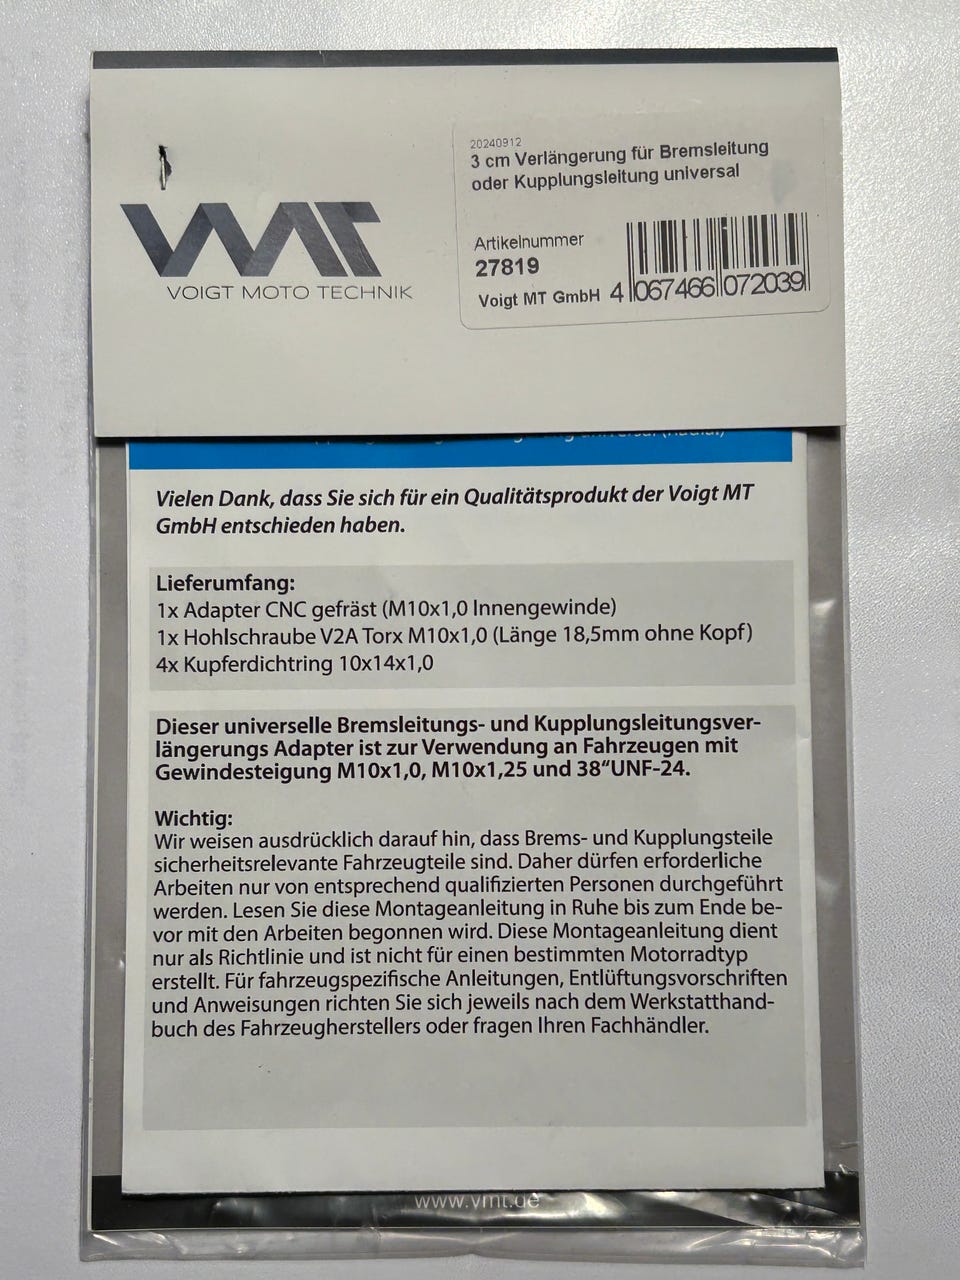 20240912
3 cm Verlängerung für Bremsleitung
oder Kupplungsleitung universal
Artikelnummer
27819
Voigt MT GmbH
4 067466 072039
VMT
VOIGT MOTO TECHNIK
universal (Radial)
Vielen Dank, dass Sie sich für ein Qualitätsprodukt der Voigt MT
GmbH entschieden haben.
Lieferumfang:
1x Adapter CNC gefräst (M10x1,0 Innengewinde)
1x Hohlschraube V2A Torx M10x1,0 (Länge 18,5mm ohne Kopf)
4x Kupferdichtring 10x14x1,0
Dieser universelle Bremsleitungs- und Kupplungsleitungsver-
längerungs Adapter ist zur Verwendung an Fahrzeugen mit
Gewindesteigung M10x1,0, M10x1,25 und 38“UNF-24.
Wichtig:
Wir weisen ausdrücklich darauf hin, dass Brems- und Kupplungsteile
sicherheitsrelevante Fahrzeugteile sind. Daher dürfen erforderliche
Arbeiten nur von entsprechend qualifizierten Personen durchgeführt
werden. Lesen Sie diese Montageanleitung in Ruhe bis zum Ende be-
vor mit den Arbeiten begonnen wird. Diese Montageanleitung dient
nur als Richtlinie und ist nicht für einen bestimmten Motorradtyp
erstellt. Für fahrzeugspezifische Anleitungen, Entlüftungsvorschriften
und Anweisungen richten Sie sich jeweils nach dem Werkstatthand-
buch des Fahrzeugherstellers oder fragen Ihren Fachhändler.
www.vmt.de